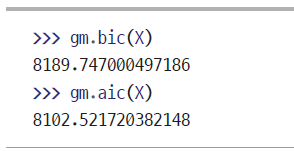 >>> gm.bic(X)
8189.747000497186
>>> gm.aic(X)
8102.521720382148